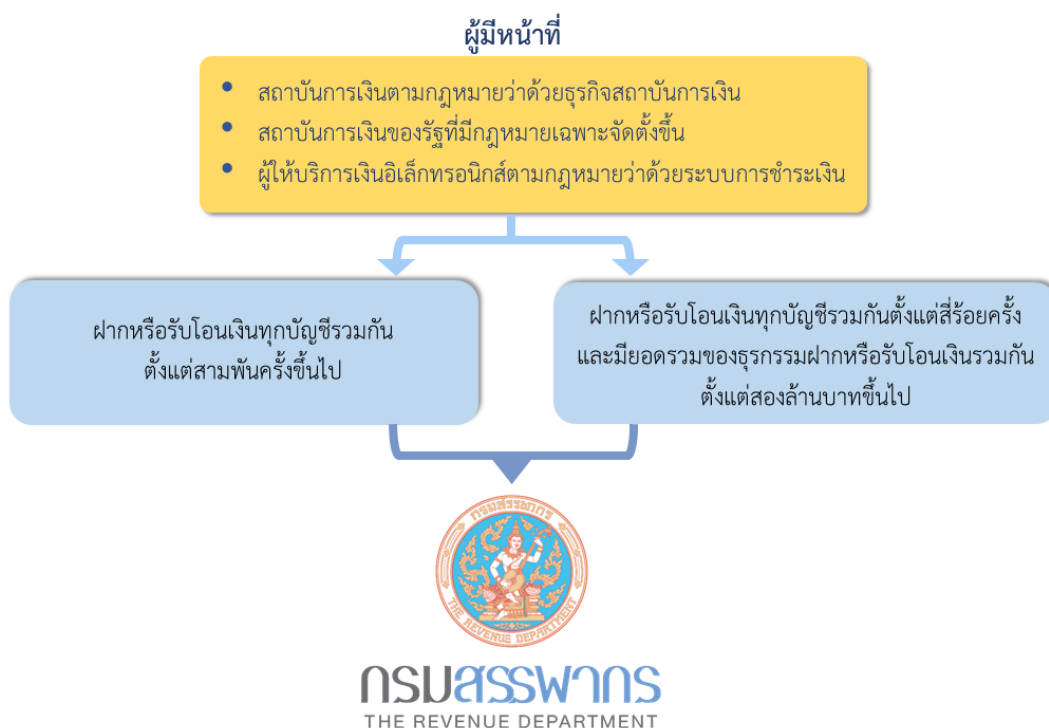 ผู้มีหน้าที่
• สถาบันการเงินตามกฎหมายว่าด้วยธุรกิจสถาบันการเงิน
• สถาบันการเงินของรัฐที่มีกฎหมายเฉพาะจัดตั้งขึ้น
• ผู้ให้บริการเงินอิเล็กทรอนิกส์ตามกฎหมายว่าด้วยระบบการชำระเงิน
ฝากหรือรับโอนเงินทุกบัญชีรวมกัน
ตั้งแต่สามพันครั้งขึ้นไป
ฝากหรือรับโอนเงินทุกบัญชีรวมกันตั้งแต่สี่ร้อยครั้ง
และมียอดรวมของธุรกรรมฝากหรือรับโอนเงินรวมกัน
ตั้งแต่สองล้านบาทขึ้นไป
กรมสรรพากร
THE REVENUE DEPARTMENT
กรมสรรพากร
THE REVENUE DEPARTMENT